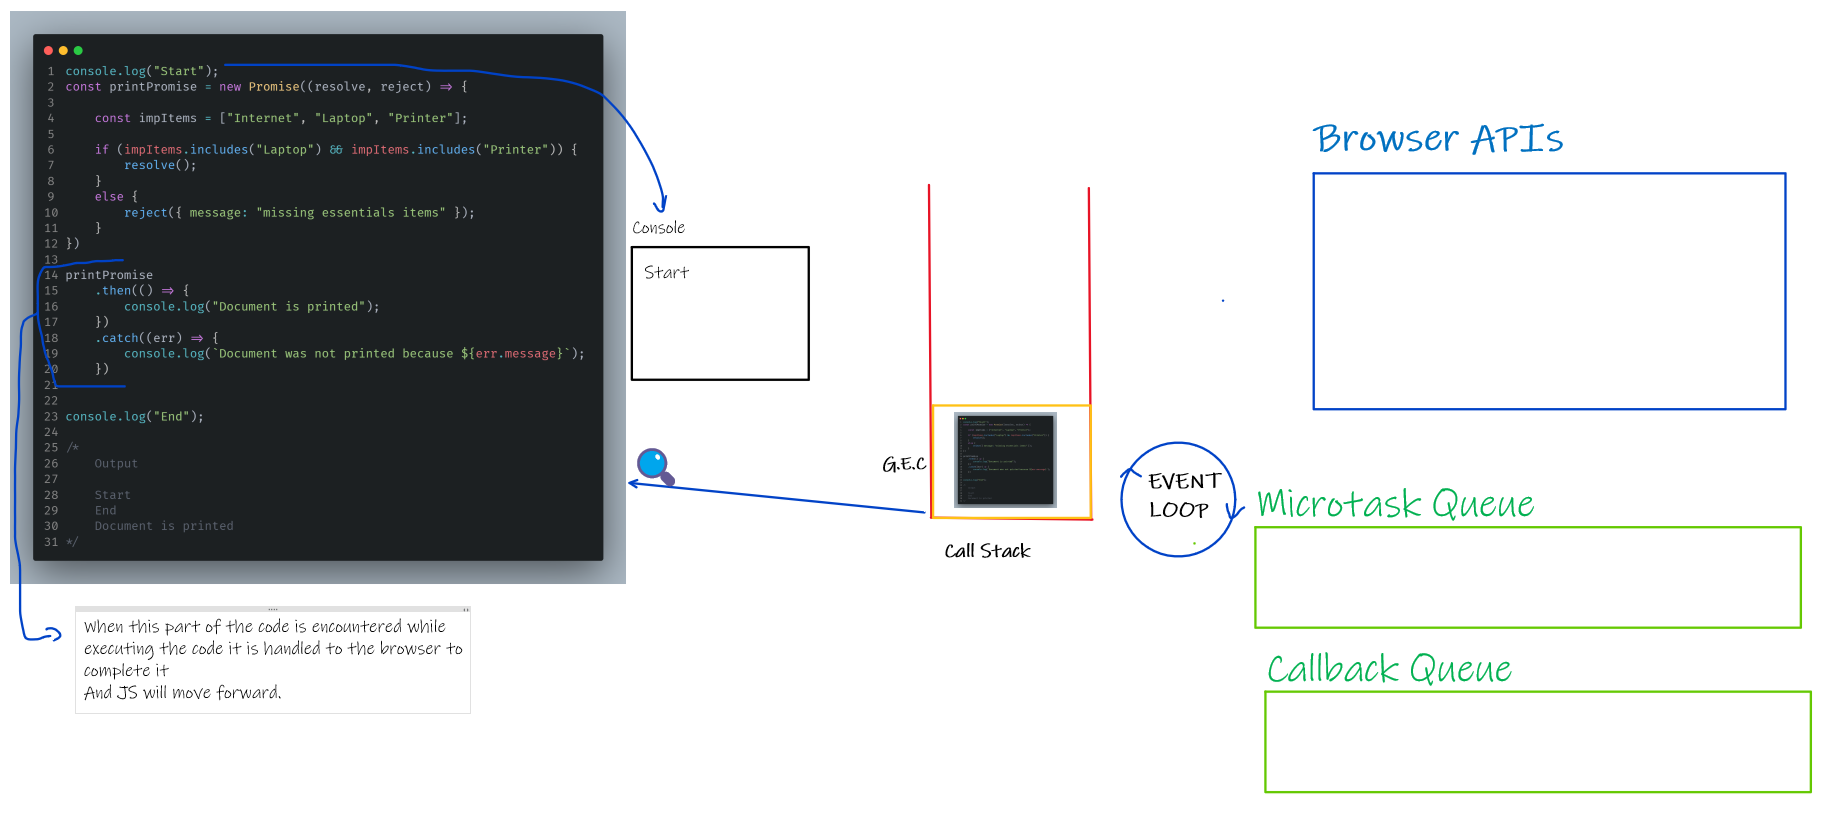 1 console.log("Start");
2 const printPromise = new Promise((resolve, reject) => {
3
4 const impItems = ["Internet", "Laptop", "Printer"];
5
6 if (impItems.includes("Laptop") && impItems.includes("Printer")) {
7 resolve();
8 }
9 else {
10 reject({ message: "missing essentials items" });
11 }
12 })
13
14 printPromise
15 .then(() => {
16 console.log("Document is printed");
17 })
18 .catch((err) => {
19 console.log(`Document was not printed because ${err.message}`);
20 })
21
22
23 console.log("End");
24
25 /*
26 Output
27
28 Start
29 End
30 Document is printed
31 */
When this part of the code is encountered while
executing the code it is handled to the browser to
complete it
And JS will move forward.
Console
Start
G.E.C
Call Stack
EVENT
LOOP
Browser APIs
Microtask Queue
Callback Queue